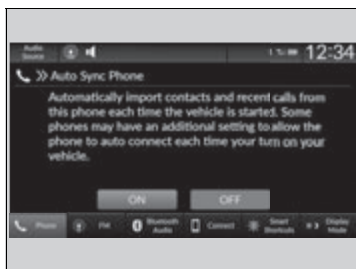 Audio Source
12:34
Auto Sync Phone
Automatically import contacts and recent calls from
this phone each time the vehicle is started. Some
phones may have an additional setting to allow the
phone to auto connect each time your turn on your
vehicle.
ON OFF
Phone FM Bluetooth Audio Connect Smart Shortcuts Display Mode